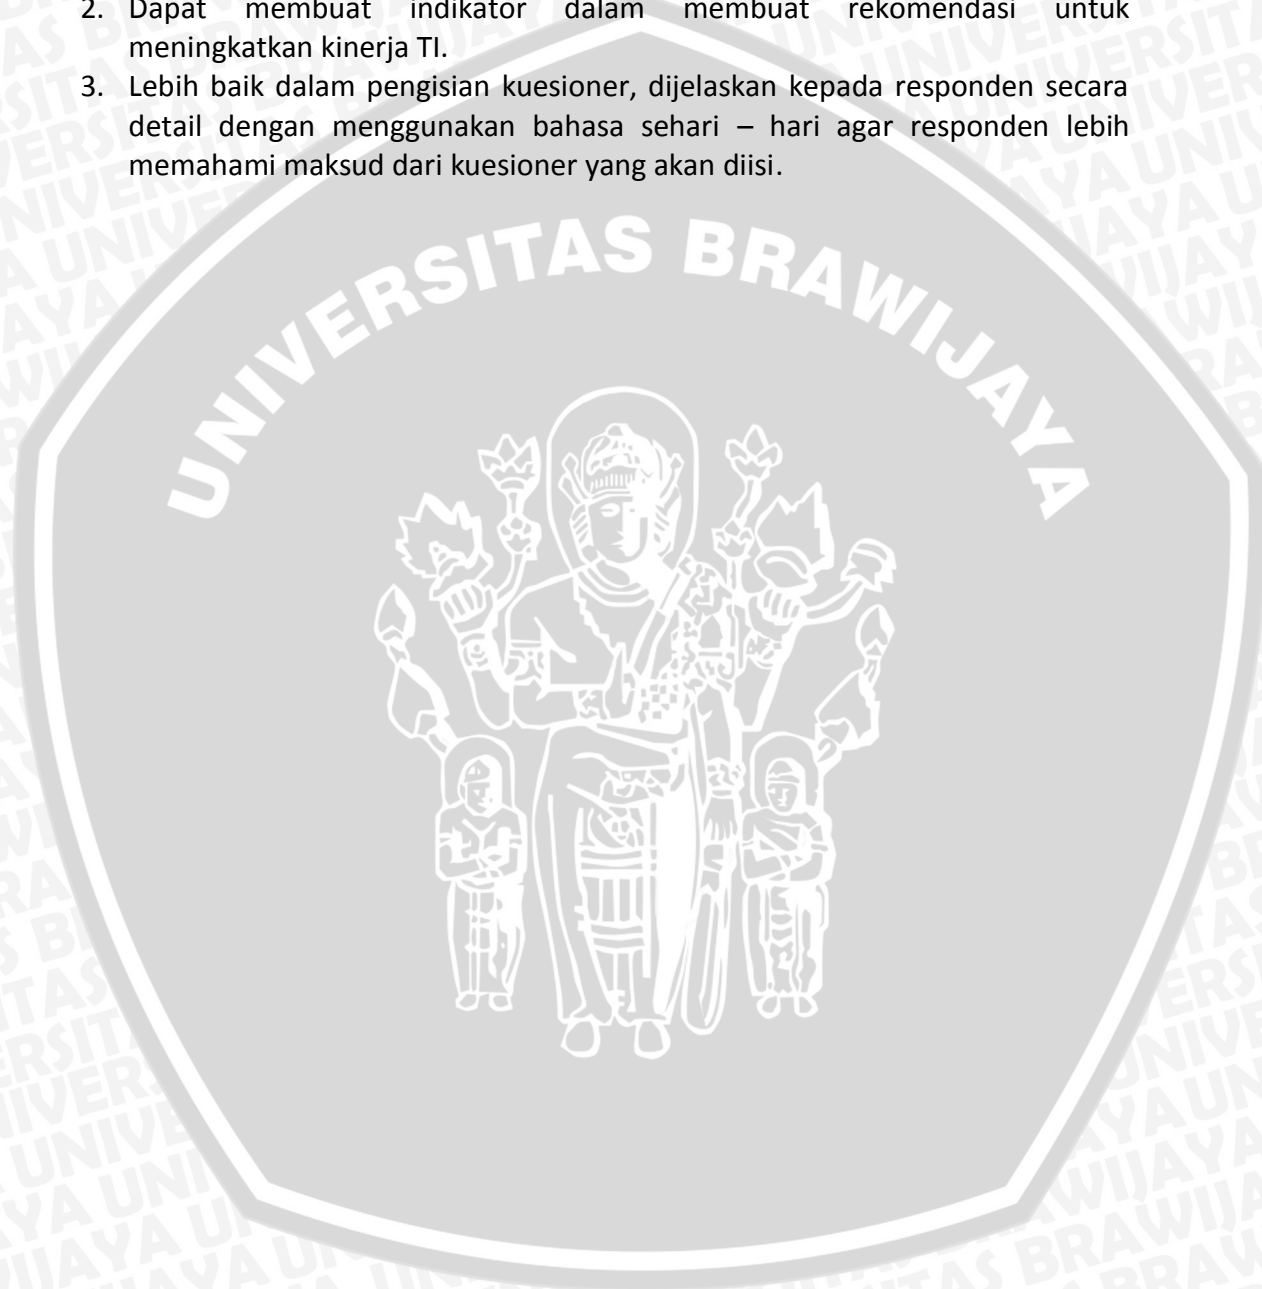 2. Dapat membuat indikator dalam membuat rekomendasi untuk
meningkatkan kinerja TI.
3. Lebih baik dalam pengisian kuesioner, dijelaskan kepada responden secara
detail dengan menggunakan bahasa sehari – hari agar responden lebih
memahami maksud dari kuesioner yang akan diisi.
UNIVERSITAS BRAWIJAYA